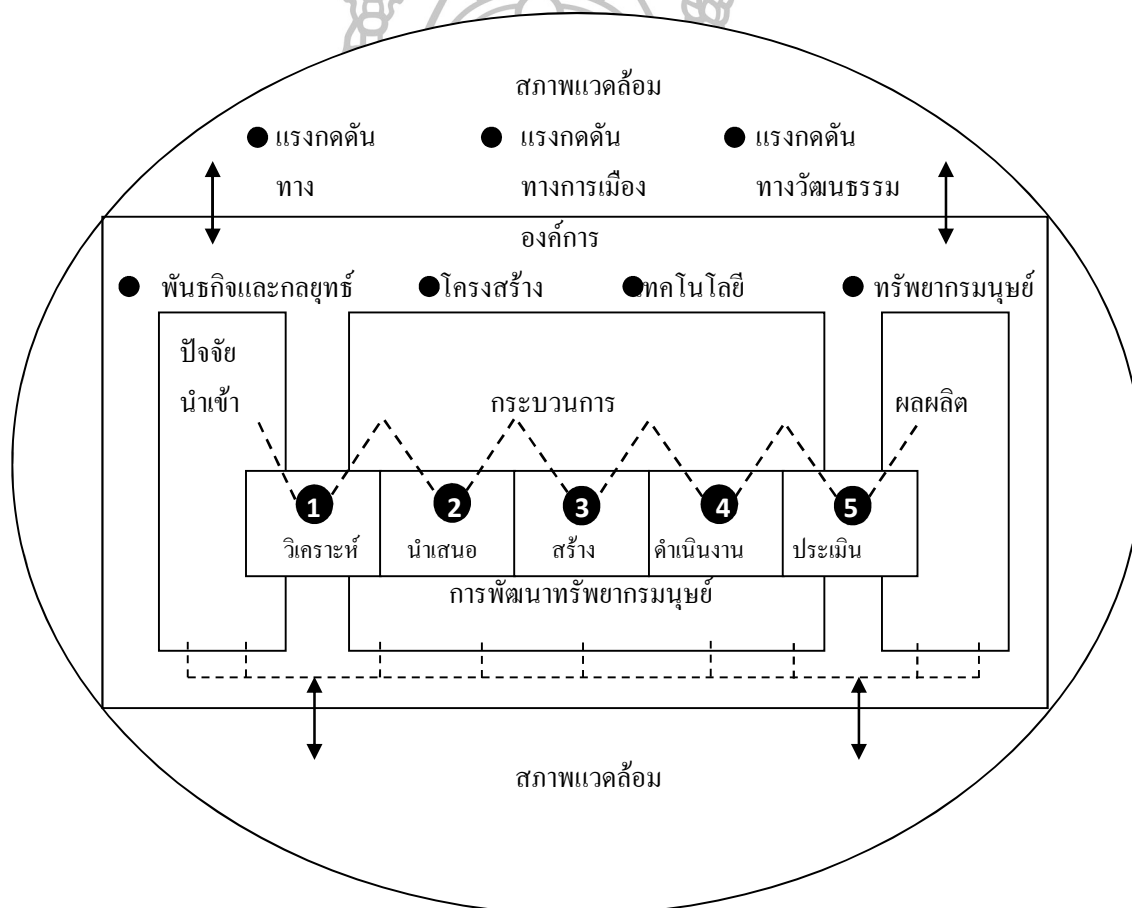 สภาพแวดล้อม
● แรงกดดัน ● แรงกดดัน ● แรงกดดัน
ทาง ทางการเมือง ทางวัฒนธรรม
องค์การ
● พันธกิจและกลยุทธ์ ● โครงสร้าง ● เทคโนโลยี ● ทรัพยากรมนุษย์
ปัจจัย
นำเข้า กระบวนการ ผลผลิต
1 2 3 4 5
วิเคราะห์ นำเสนอ สร้าง ดำเนินงาน ประเมิน
การพัฒนาทรัพยากรมนุษย์
สภาพแวดล้อม